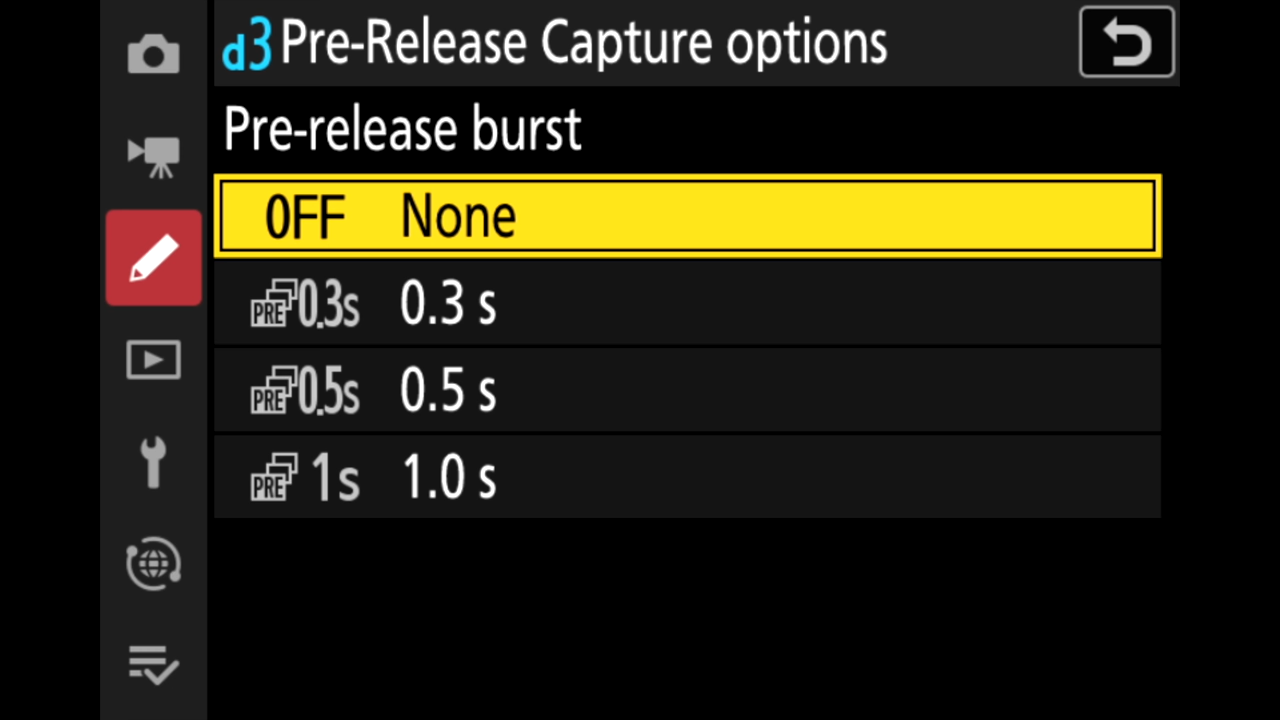 d3 Pre-Release Capture options
Pre-release burst
OFF None
PRE 0.3s 0.3 s
PRE 0.5s 0.5 s
PRE 1s 1.0 s